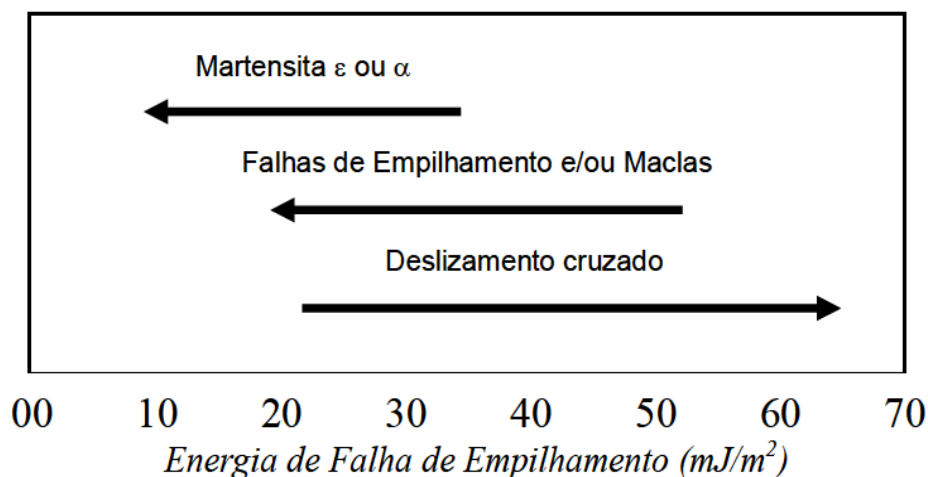 Martensita ε ou α
Falhas de Empilhamento e/ou Maclas
Deslizamento cruzado
00 10 20 30 40 50 60 70
Energia de Falha de Empilhamento (mJ/m²)